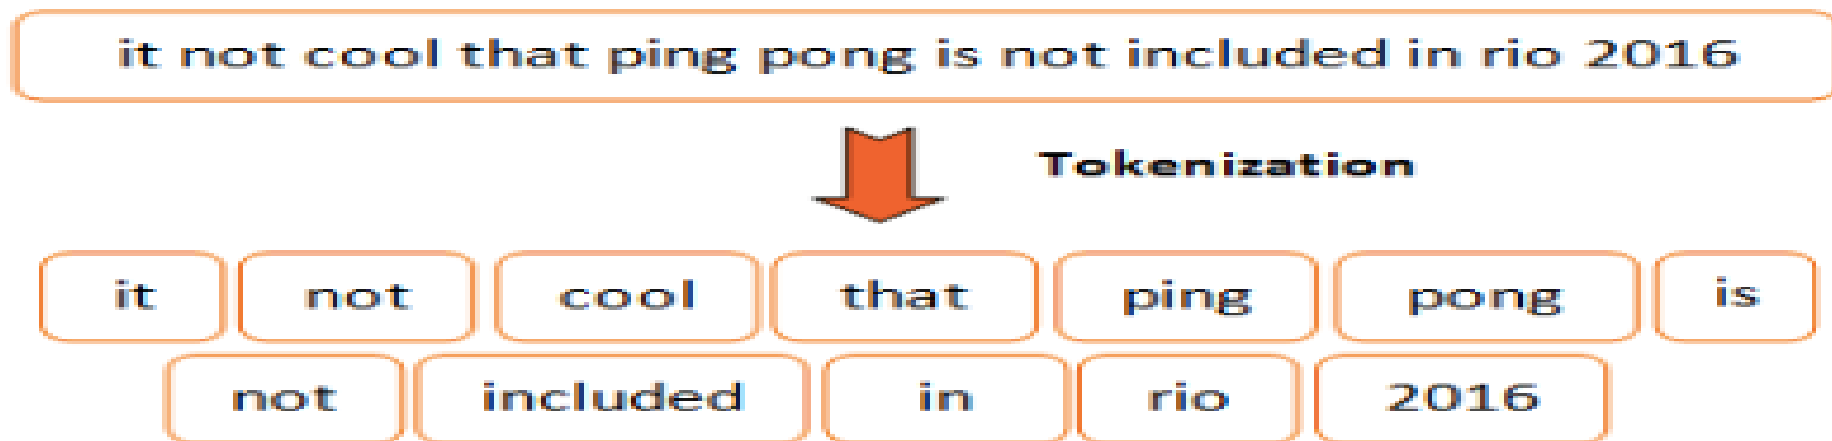 it not cool that ping pong is not included in rio 2016
Tokenization
it not cool that ping pong is
not included in rio 2016